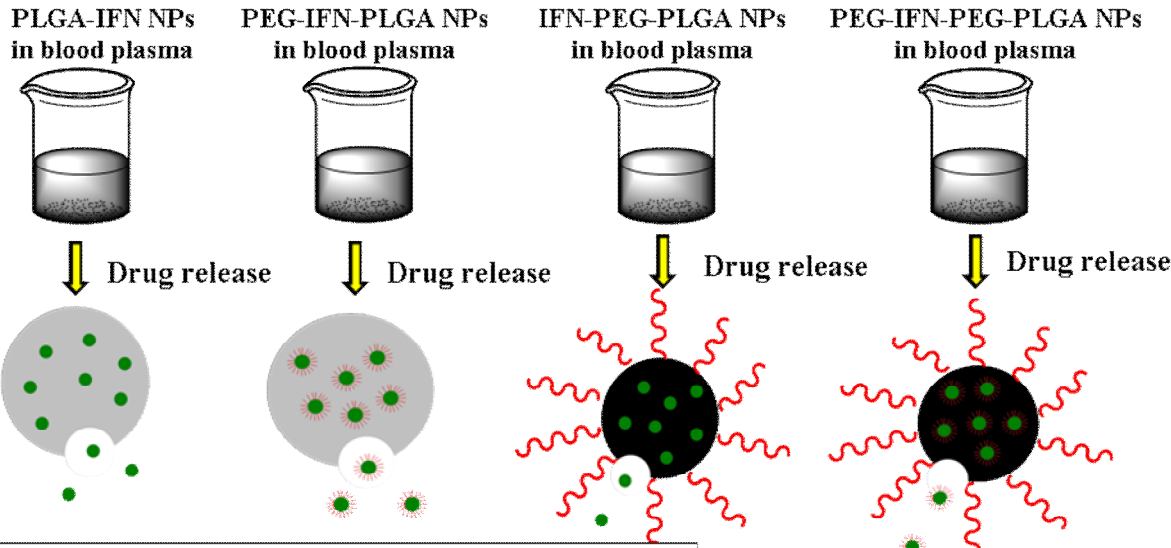 PLGA-IFN NPs
in blood plasma
PEG-IFN-PLGA NPs
in blood plasma
IFN-PEG-PLGA NPs
in blood plasma
PEG-IFN-PEG-PLGA NPs
in blood plasma
Drug release
Drug release
Drug release
Drug release